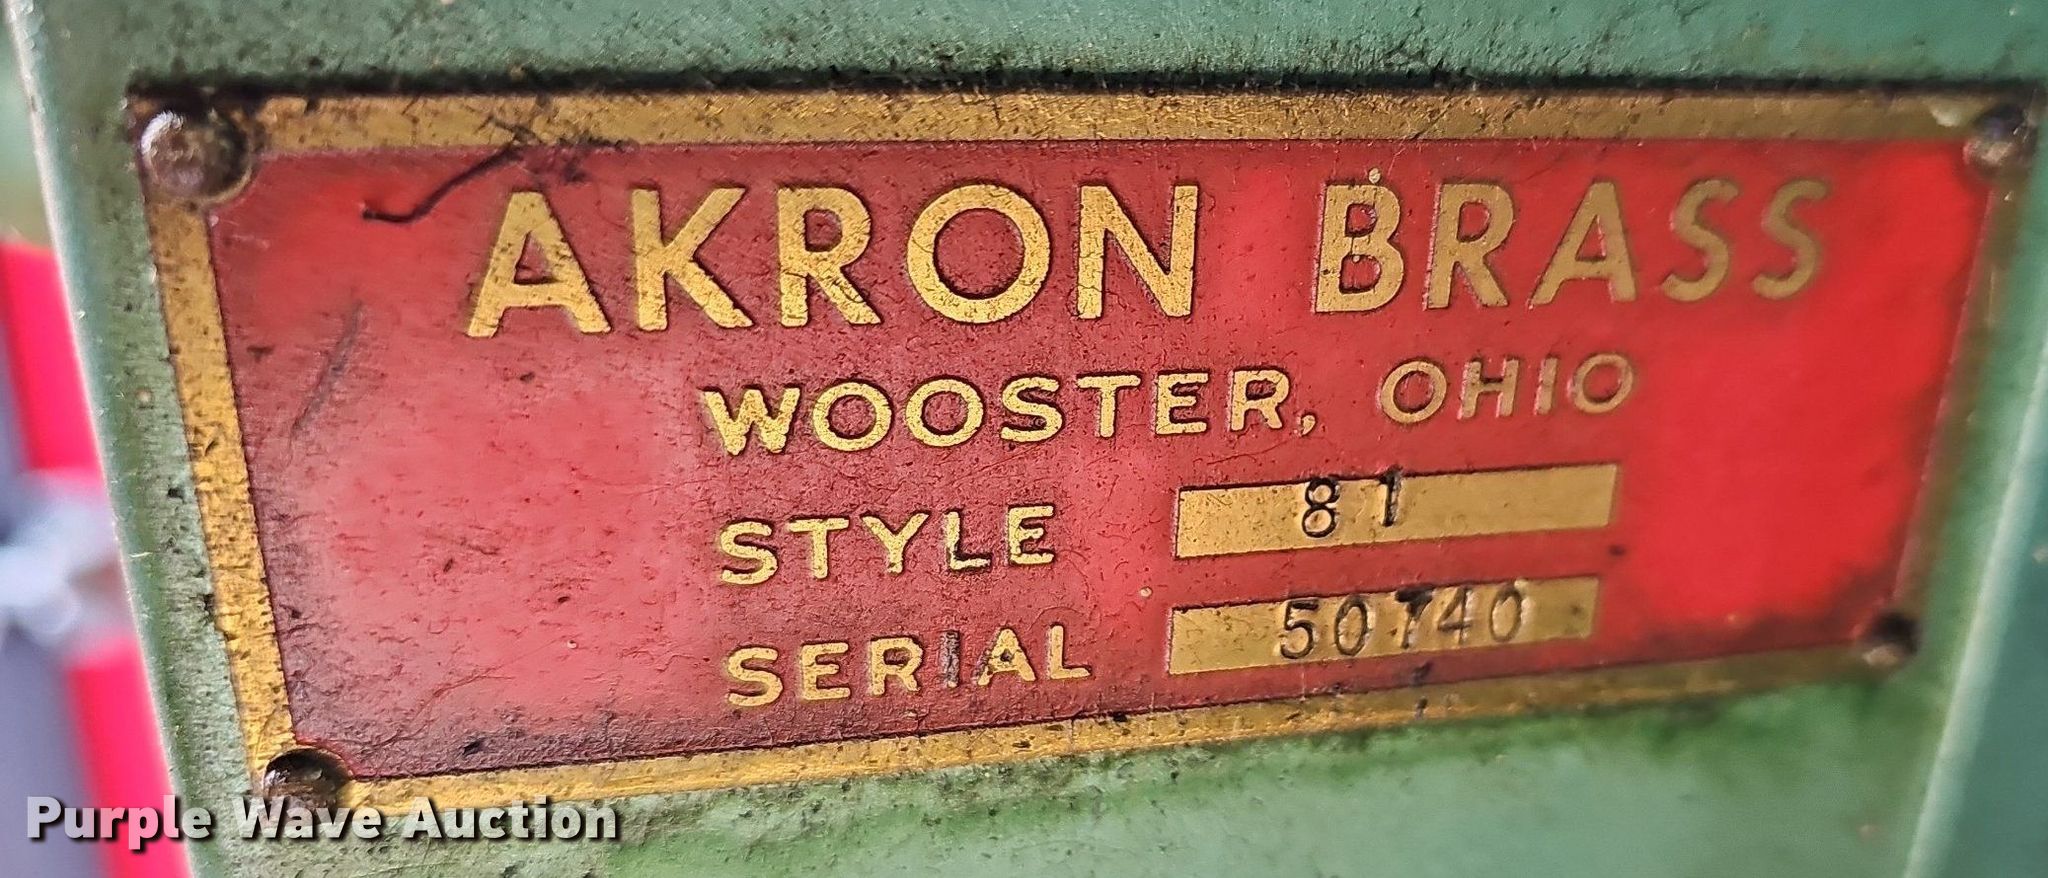 AKRON BRASS
WOOSTER, OHIO
STYLE 81
SERIAL 50740
Purple Wave Auction